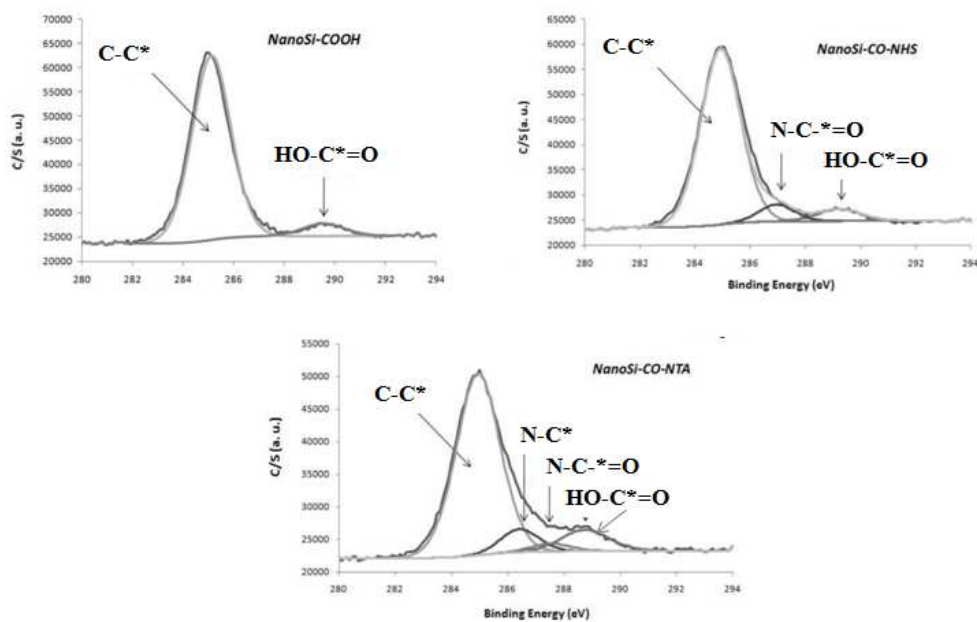 NanoSi-COOH
C-C*
HO-C*=O
C/S (a. u.)
70000
65000
60000
55000
50000
45000
40000
35000
30000
25000
20000
280 282 284 286 288 290 292 294
NanoSi-CO-NHS
C-C*
N-C-*=O
HO-C*=O
C/S (a. u.)
65000
60000
55000
50000
45000
40000
35000
30000
25000
20000
280 282 284 286 288 290 292 294
Binding Energy (eV)
NanoSi-CO-NTA
C-C*
N-C*
N-C-*=O
HO-C*=O
C/S (a. u.)
55000
50000
45000
40000
35000
30000
25000
20000
280 282 284 286 288 290 292 294
Binding Energy (eV)